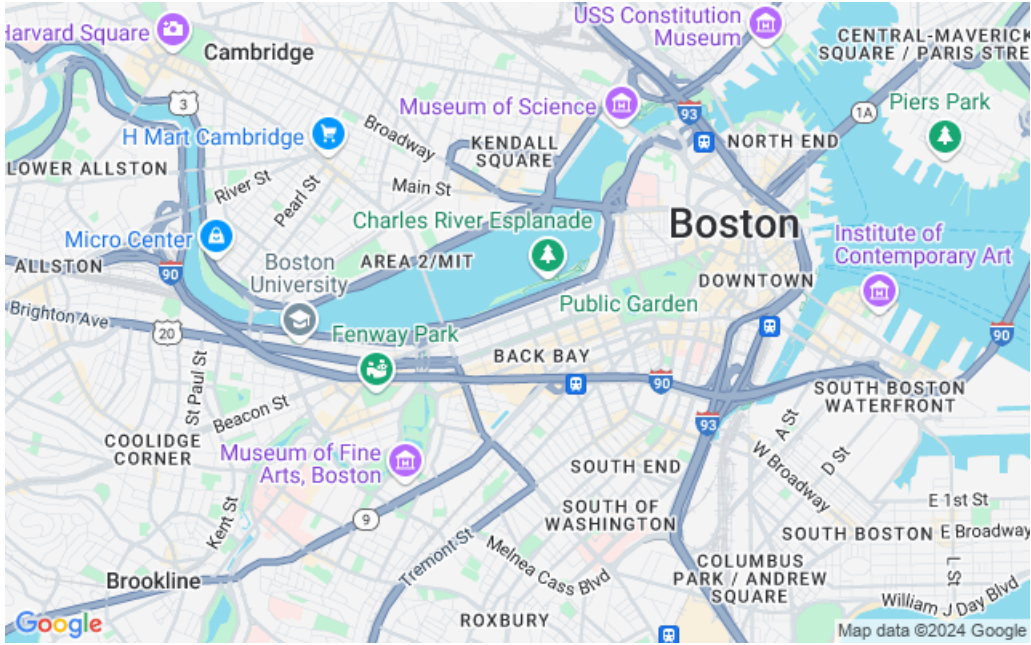 Harvard Square
Cambridge
USS Constitution
Museum
CENTRAL-MAVERICK
SQUARE / PARIS STRE
3
Museum of Science
93
1A
Piers Park
H Mart Cambridge
Broadway
KENDALL
SQUARE
NORTH END
LOWER ALLSTON
River St
Pearl St
Main St
Charles River Esplanade
Boston
Micro Center
Institute of
Contemporary Art
ALLSTON
90
Boston
University
AREA 2/MIT
DOWNTOWN
Brighton Ave
20
Public Garden
Fenway Park
90
BACK BAY
90
St Paul St
SOUTH BOSTON
WATERFRONT
Beacon St
93
A St
COOLIDGE
CORNER
Museum of Fine
Arts, Boston
SOUTH END
W Broadway
D St
Kent St
9
SOUTH OF
WASHINGTON
E 1st St
SOUTH BOSTON
E Broadway
Tremont St
Melnea Cass Blvd
Brookline
COLUMBUS
PARK / ANDREW
SQUARE
L St
William J Day Blvd
ROXBURY
Google
Map data ©2024 Google